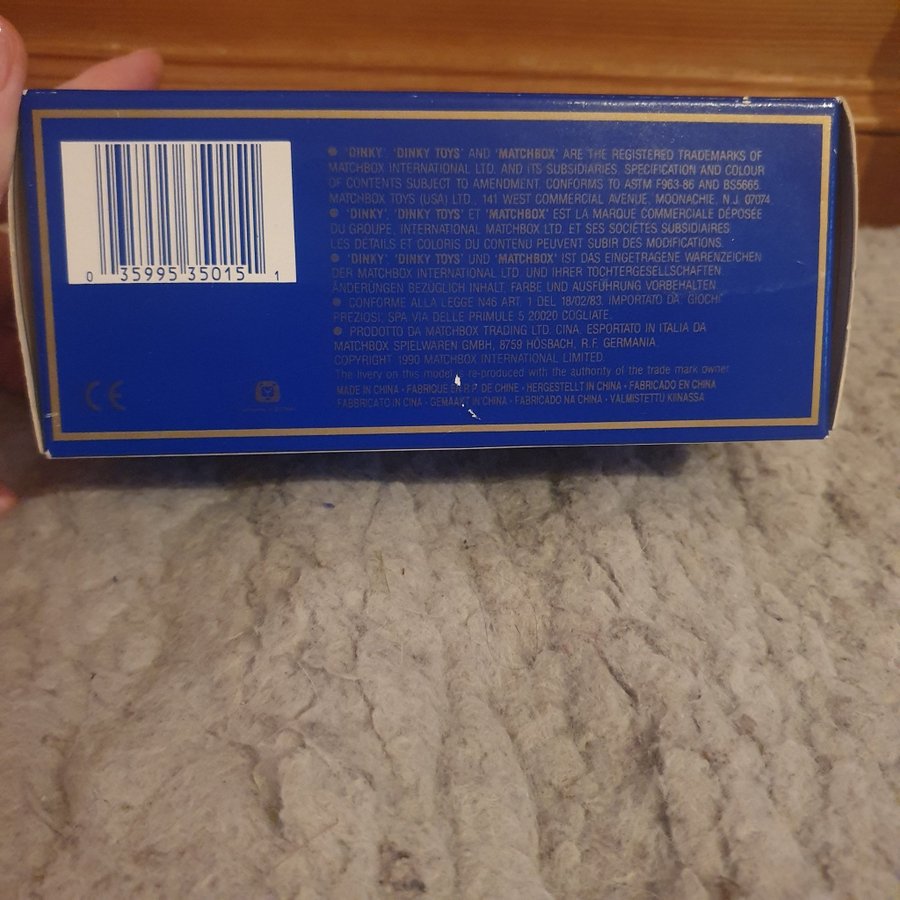 0 35995 35015 1
● 'DINKY', 'DINKY TOYS' AND 'MATCHBOX' ARE THE REGISTERED TRADEMARKS OF
MATCHBOX INTERNATIONAL LTD. AND ITS SUBSIDIARIES. SPECIFICATION AND COLOUR
OF CONTENTS SUBJECT TO AMENDMENT. CONFORMS TO ASTM F963-86 AND BS5665.
MATCHBOX TOYS (USA) LTD., 141 WEST COMMERCIAL AVENUE, MOONACHIE, N.J. 07074
● 'DINKY', 'DINKY TOYS' ET 'MATCHBOX' EST LA MARQUE COMMERCIALE DÉPOSÉE
DU GROUPE, INTERNATIONAL MATCHBOX LTD. ET SES SOCIÉTÉS SUBSIDIAIRES.
LES DETAILS ET COLORIS DU CONTENU PEUVENT SUBIR DES MODIFICATIONS.
● 'DINKY', 'DINKY TOYS' UND 'MATCHBOX' IST DAS EINGETRAGENE WARENZEICHEN
DER MATCHBOX INTERNATIONAL LTD. UND IHRER TOCHTERGESELLSCHAFTEN.
ÄNDERUNGEN BEZÜGLICH INHALT, FARBE UND AUSFÜHRUNG VORBEHALTEN.
● CONFORME ALLA LEGGE N46 ART. 1 DEL 18/02/83. IMPORTATO DA: GIOCHI
PREZIOSI, SPA VIA DELLE PRIMULE 5 20020 COGLIATE.
● PRODOTTO DA MATCHBOX TRADING LTD. CINA. ESPORTATO IN ITALIA DA
MATCHBOX SPIELWAREN GMBH, 8759 HÖSBACH, R.F. GERMANIA.
COPYRIGHT 1990 MATCHBOX INTERNATIONAL LIMITED.
The livery on this model is re-produced with the authority of the trade mark owner
MADE IN CHINA • FABRIQUÉ EN R.P. DE CHINE • HERGESTELLT IN CHINA • FABRICADO EN CHINA
FABBRICATO IN CINA • GEMAAKT IN CHINA • FABRICADO NA CHINA • VALMISTETTU KIINASSA
CE